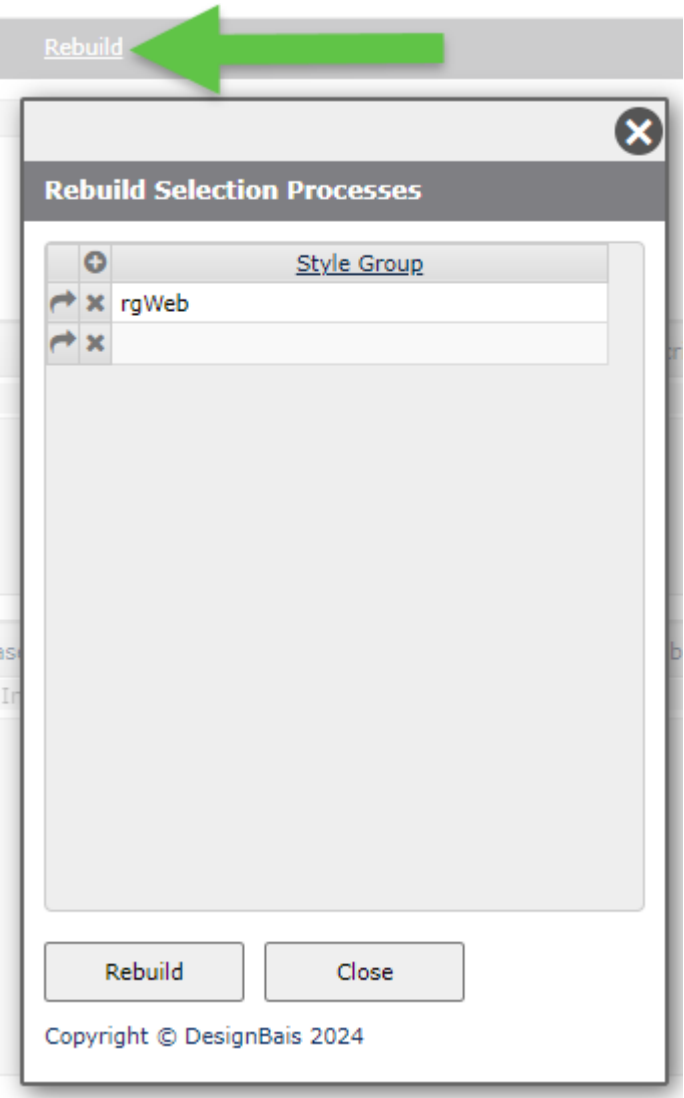 Rebuild
Rebuild Selection Processes
Style Group
rgWeb
Rebuild Close
Copyright © DesignBais 2024